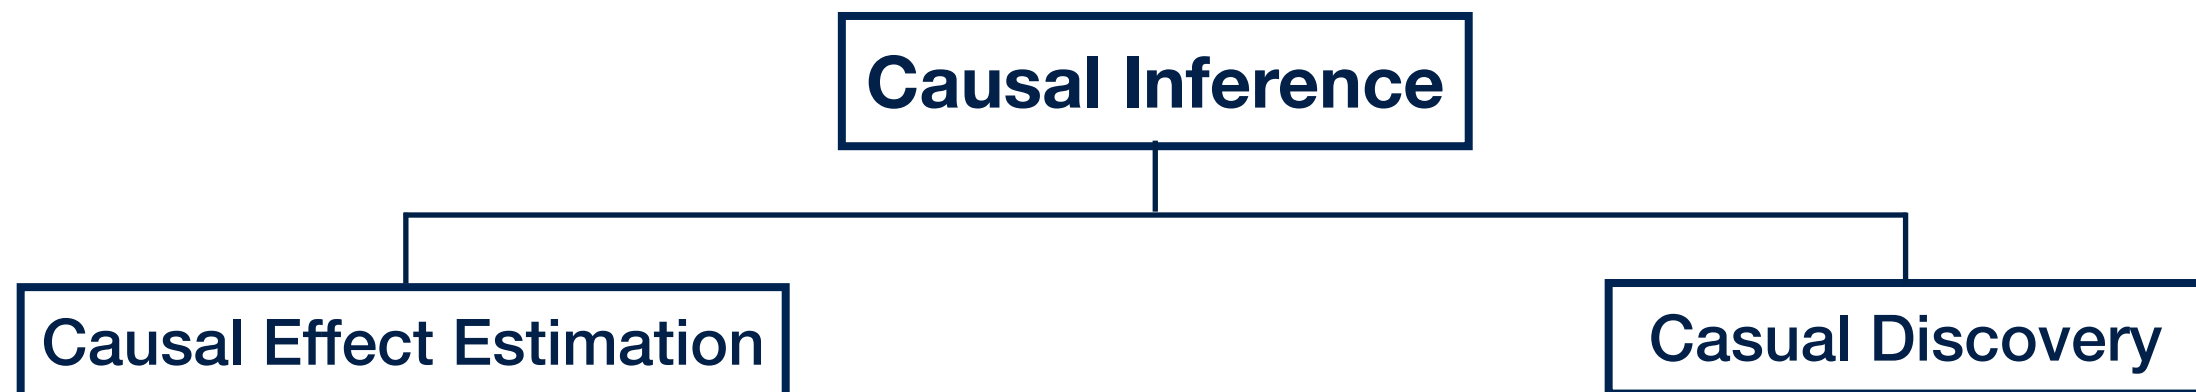 Causal Inference
Causal Effect Estimation
Casual Discovery